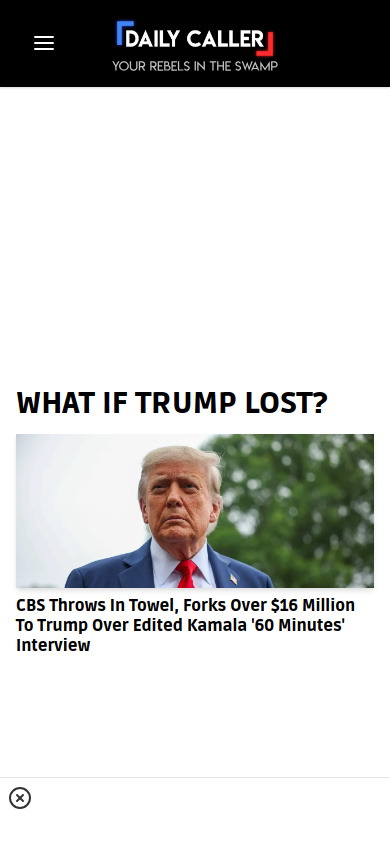 DAILY CALLER
YOUR REBELS IN THE SWAMP
WHAT IF TRUMP LOST?
CBS Throws In Towel, Forks Over $16 Million
To Trump Over Edited Kamala '60 Minutes'
Interview